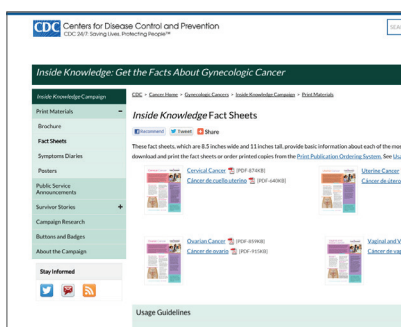 CDC Centers for Disease Control and Prevention
CDC 24/7: Saving Lives, Protecting People™
SEA
Inside Knowledge: Get the Facts About Gynecologic Cancer
Inside Knowledge Campaign
Print Materials −
Brochure
Fact Sheets
Symptoms Diaries
Posters
Public Service
Announcements
Survivor Stories +
Campaign Research
Buttons and Badges
About the Campaign
Stay Informed
CDC > Cancer Home > Gynecologic Cancers > Inside Knowledge Campaign > Print Materials
Inside Knowledge Fact Sheets
Recommend Tweet Share
These fact sheets, which are 8.5 inches wide and 11 inches tall, provide basic information about each of the mo
download and print the fact sheets or order printed copies from the Print Publication Ordering System. See Us
Cervical Cancer [PDF-874KB]
Cáncer de cuello uterino [PDF-640KB]
Uterine Cancer
Cáncer de útero
Ovarian Cancer [PDF-859KB]
Cáncer de ovario [PDF-915KB]
Vaginal and V
Cáncer de vag
Usage Guidelines